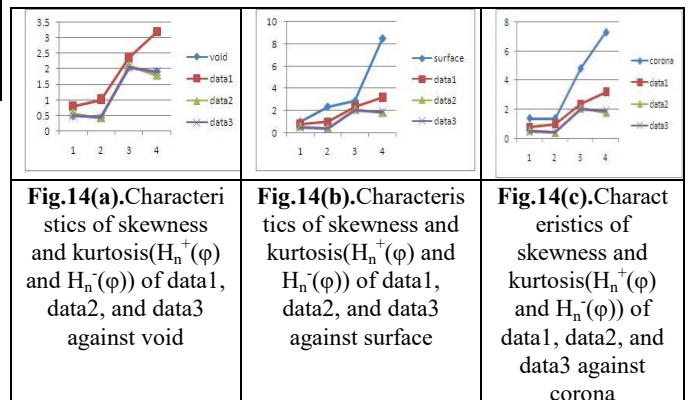 3.5
3
2.5
2
1.5
1
0.5
0
1 2 3 4
void
data1
data2
data3
10
8
6
4
2
0
1 2 3 4
surface
data1
data2
data3
8
6
4
2
0
1 2 3 4
corona
data1
data2
data3
Fig.14(a).Characteri
stics of skewness
and kurtosis(Hn+(φ)
and Hn-(φ)) of data1,
data2, and data3
against void
Fig.14(b).Characteris
tics of skewness and
kurtosis(Hn+(φ) and
Hn-(φ)) of data1,
data2, and data3
against surface
Fig.14(c).Charact
eristics of
skewness and
kurtosis(Hn+(φ)
and Hn-(φ)) of
data1, data2, and
data3 against
corona